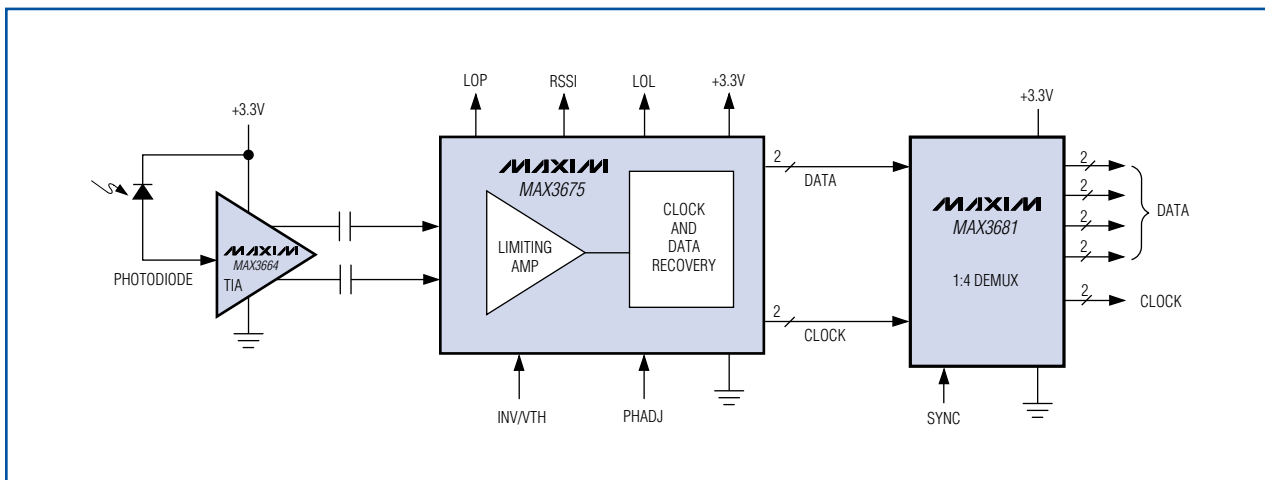 LOP
RSSI
LOL
+3.3V
+3.3V
+3.3V
MAXIM
MAX3675
2
DATA
2
2
2
2
DATA
MAXIM
MAX3681
CLOCK
AND
DATA
RECOVERY
LIMITING
AMP
MAXIM
MAX3664
TIA
PHOTODIODE
1:4 DEMUX
2
CLOCK
2
CLOCK
INV/VTH
PHADJ
SYNC